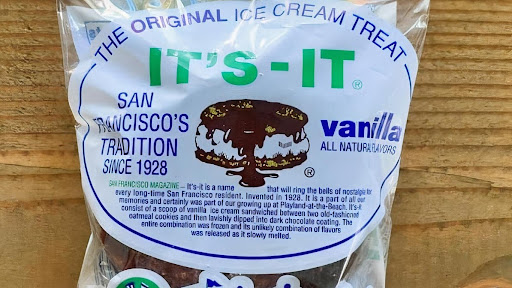 THE ORIGINAL ICE CREAM TREAT
IT'S-IT ®
SAN
FRANCISCO'S
TRADITION
SINCE 1928
vanilla
ALL NATURAL FLAVORS
®
SAN FRANCISCO MAGAZINE — It's-it is a name that will ring the bells of nostalgia for
every long-time San Francisco resident. Invented in 1928. It is a part of all our
memories and certainly was part of our growing up at Playland-at-the-Beach. It's-it
consist of a scoop of vanilla ice cream sandwiched between two old-fashioned
oatmeal cookies and then lavishly dipped into dark chocolate coating. The
entire combination was frozen and its unlikely combination of flavors
was released as it slowly melted.